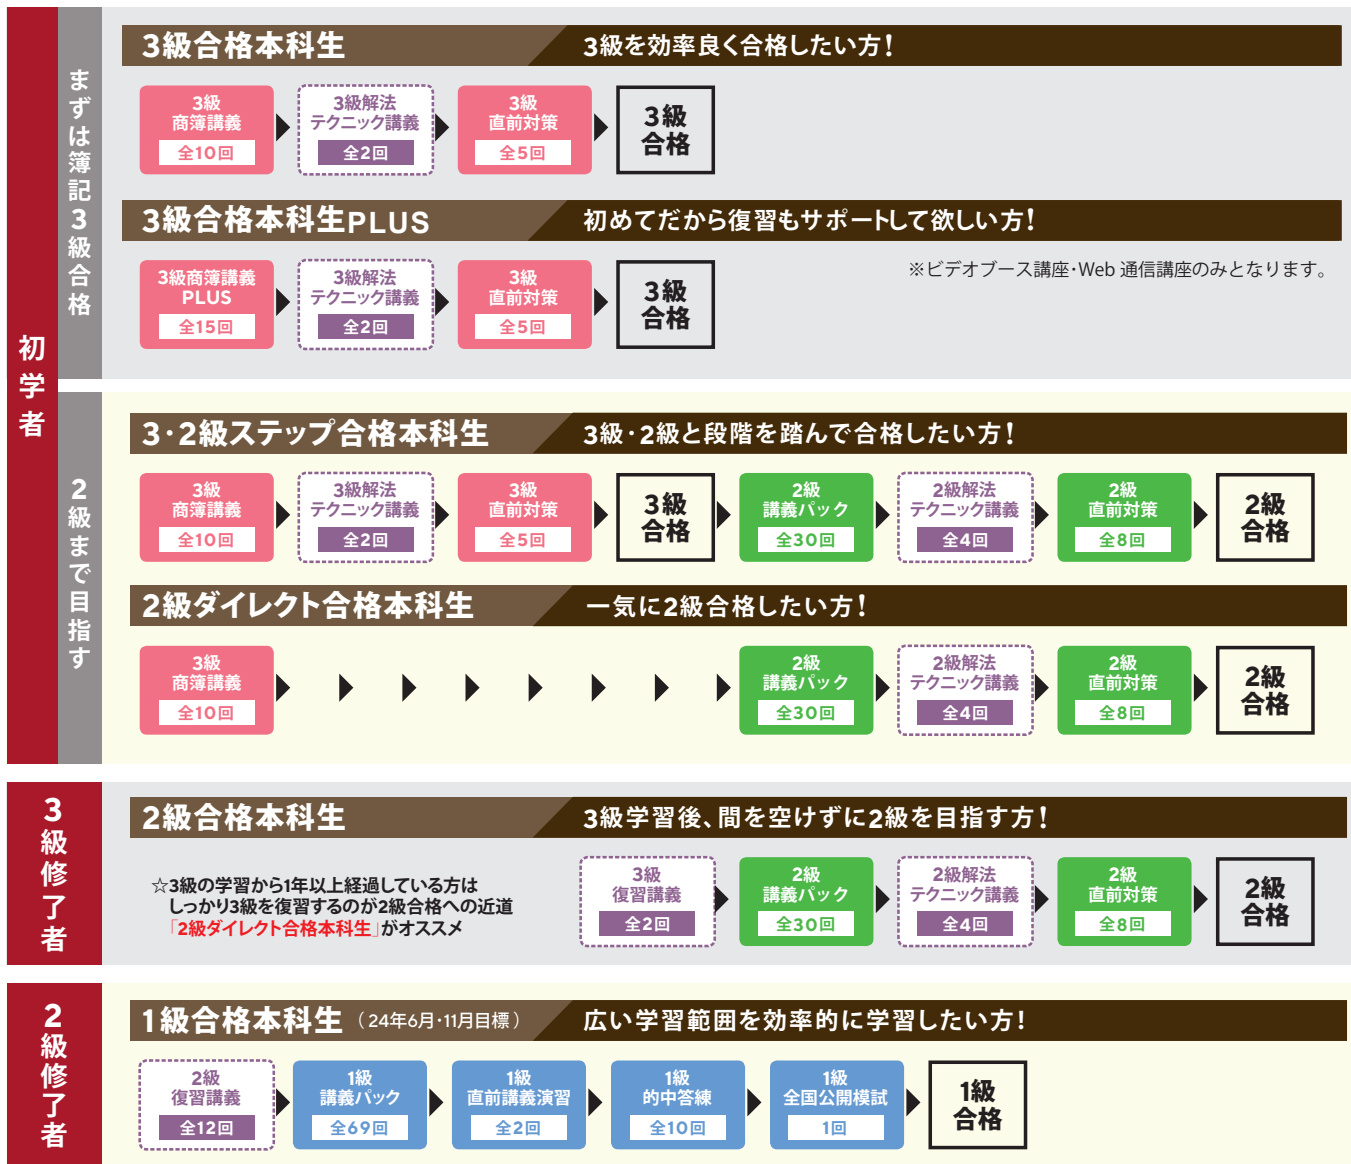 初学者
まずは簿記3級合格
3級合格本科生
3級を効率良く合格したい方！
3級
商簿講義
全10回
3級解法
テクニック講義
全2回
3級
直前対策
全5回
3級
合格
3級合格本科生PLUS
初めてだから復習もサポートして欲しい方！
※ビデオブース講座・Web 通信講座のみとなります。
3級商簿講義
PLUS
全15回
3級解法
テクニック講義
全2回
3級
直前対策
全5回
3級
合格
2級まで目指す
3・2級ステップ合格本科生
3級・2級と段階を踏んで合格したい方！
3級
商簿講義
全10回
3級解法
テクニック講義
全2回
3級
直前対策
全5回
3級
合格
2級
講義パック
全30回
2級解法
テクニック講義
全4回
2級
直前対策
全8回
2級
合格
2級ダイレクト合格本科生
一気に2級合格したい方！
3級
商簿講義
全10回
2級
講義パック
全30回
2級解法
テクニック講義
全4回
2級
直前対策
全8回
2級
合格
3級修了者
2級合格本科生
3級学習後、間を空けずに2級を目指す方！
☆3級の学習から1年以上経過している方は
しっかり3級を復習するのが2級合格への近道
「2級ダイレクト合格本科生」がオススメ
3級
復習講義
全2回
2級
講義パック
全30回
2級解法
テクニック講義
全4回
2級
直前対策
全8回
2級
合格
2級修了者
1級合格本科生（24年6月・11月目標）
広い学習範囲を効率的に学習したい方！
2級
復習講義
全12回
1級
講義パック
全69回
1級
直前講義演習
全2回
1級
的中答練
全10回
1級
全国公開模試
1回
1級
合格